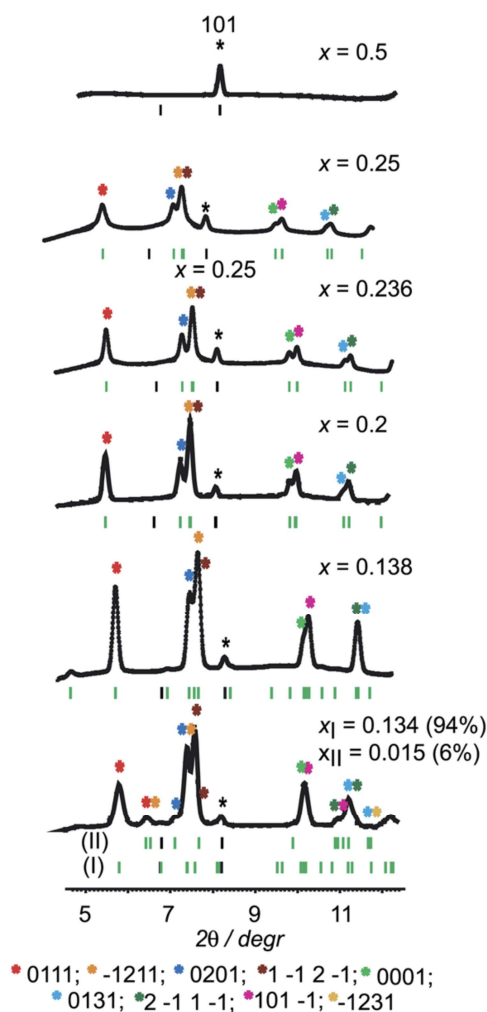 101
*
x = 0.5
x = 0.25
*
x = 0.25
x = 0.236
*
x = 0.2
*
x = 0.138
*
xI = 0.134 (94%)
xII = 0.015 (6%)
*
(II)
(I)
5 7 9 11
2θ / degr
* 0111; * -1211; * 0201; * 1 -1 2 -1; * 0001;
* 0131; * 2 -1 1 -1; * 101 -1; * -1231